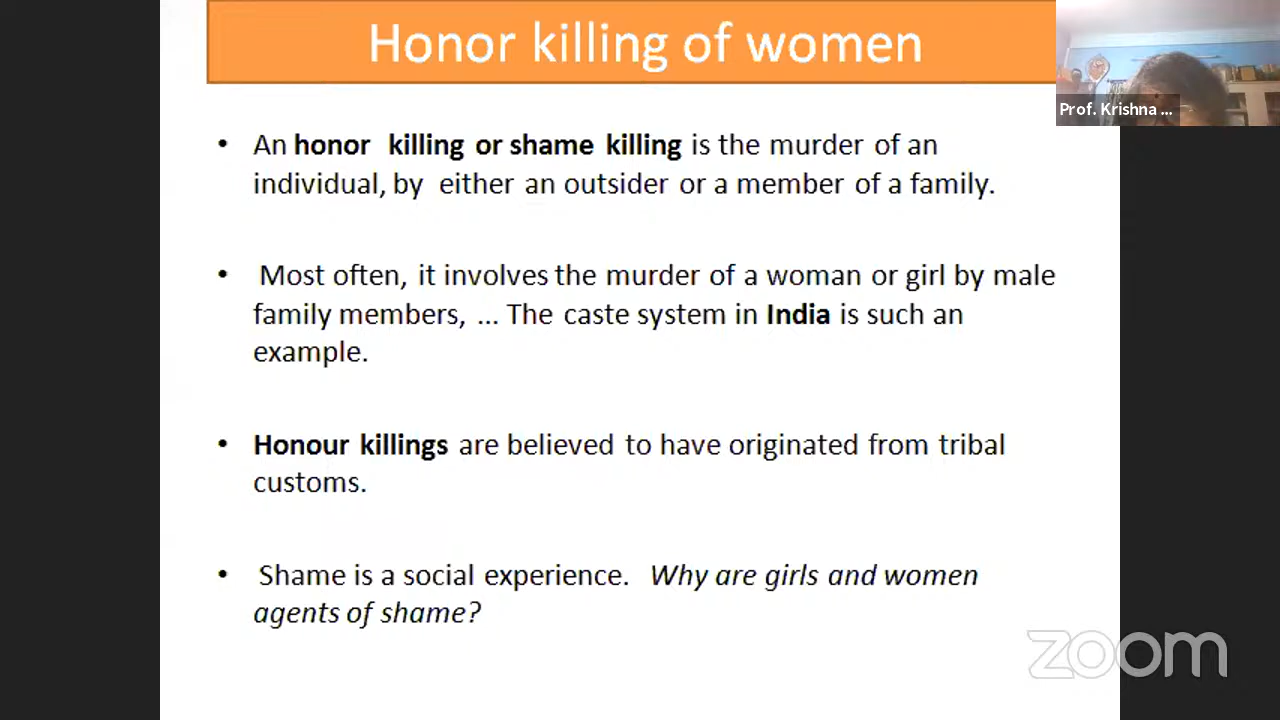 Honor killing of women
Prof. Krishna ...
• An honor killing or shame killing is the murder of an
individual, by either an outsider or a member of a family.
• Most often, it involves the murder of a woman or girl by male
family members, ... The caste system in India is such an
example.
• Honour killings are believed to have originated from tribal
customs.
• Shame is a social experience. Why are girls and women
agents of shame?
zoom